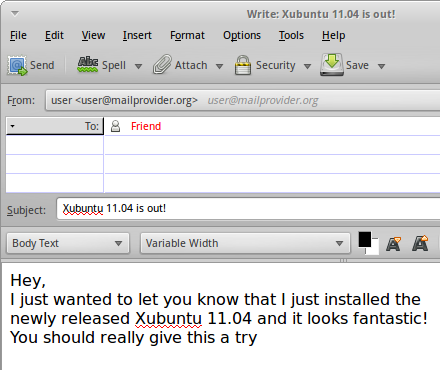 Write: Xubuntu 11.04 is out!
File Edit View Insert Format Options Tools Help
Send Abc Spell Attach Security Save
From: user <user@mailprovider.org> user@mailprovider.org
To: Friend
Subject: Xubuntu 11.04 is out!
Body Text Variable Width A A
Hey,
I just wanted to let you know that I just installed the
newly released Xubuntu 11.04 and it looks fantastic!
You should really give this a try